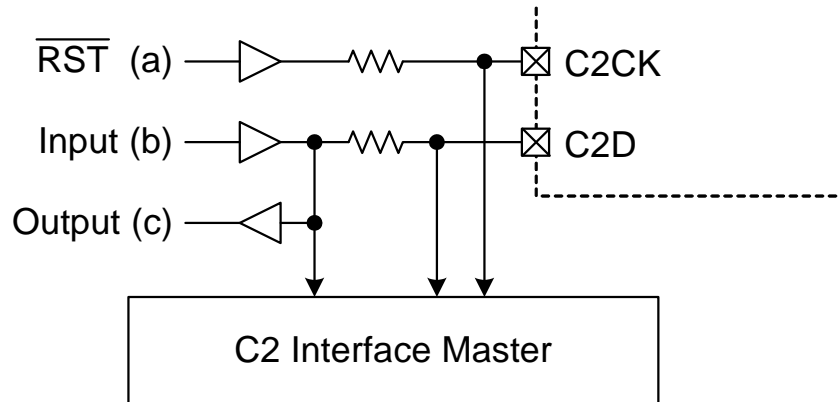 RST (a)
C2CK
Input (b)
C2D
Output (c)
C2 Interface Master